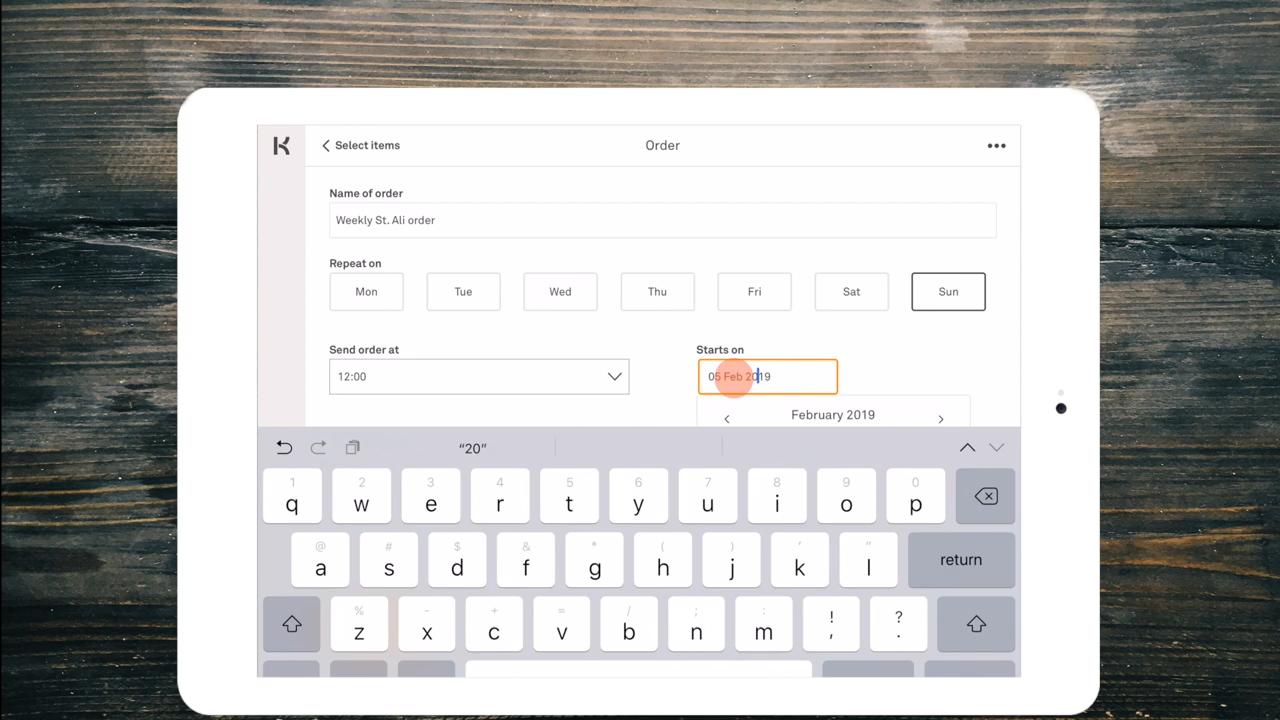 K
Select items
Order
•••
Name of order
Weekly St. Ali order
Repeat on
Mon Tue Wed Thu Fri Sat Sun
Send order at
Starts on
12:00
05 Feb 2019
February 2019
“20”
1 2 3 4 5 6 7 8 9 0
q w e r t y u i o p
@ # $ & * ( ) ' "
a s d f g h j k l return
% - + = / ; : ! ?
z x c v b n m , .